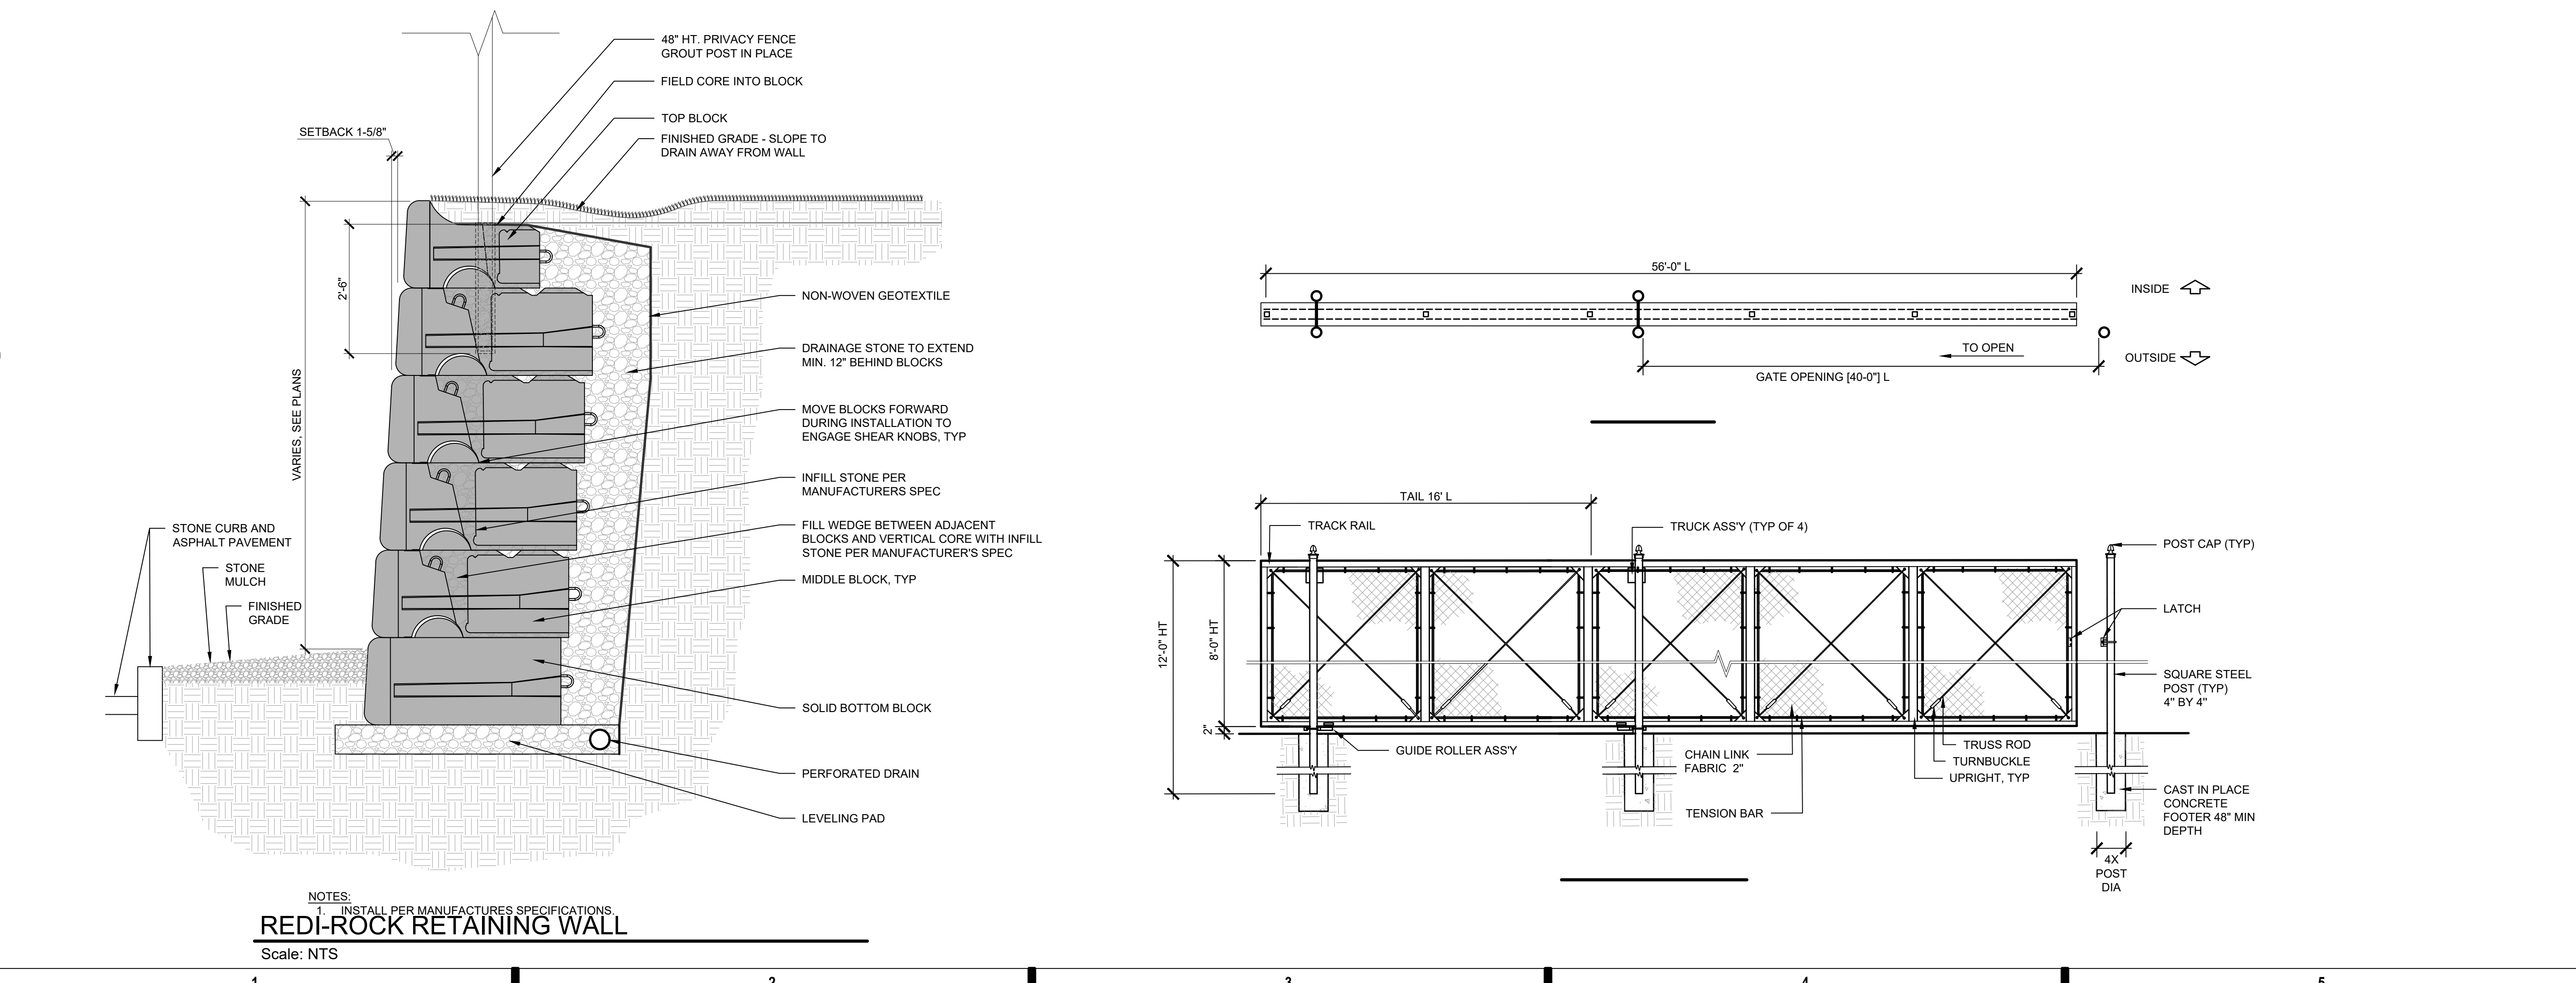 48" HT. PRIVACY FENCE
GROUT POST IN PLACE
FIELD CORE INTO BLOCK
TOP BLOCK
SETBACK 1-5/8"
FINISHED GRADE - SLOPE TO
DRAIN AWAY FROM WALL
2'-6"
VARIES, SEE PLANS
NON-WOVEN GEOTEXTILE
DRAINAGE STONE TO EXTEND
MIN. 12" BEHIND BLOCKS
MOVE BLOCKS FORWARD
DURING INSTALLATION TO
ENGAGE SHEAR KNOBS, TYP
INFILL STONE PER
MANUFACTURERS SPEC
FILL WEDGE BETWEEN ADJACENT
BLOCKS AND VERTICAL CORE WITH INFILL
STONE PER MANUFACTURER'S SPEC
MIDDLE BLOCK, TYP
STONE CURB AND
ASPHALT PAVEMENT
STONE
MULCH
FINISHED
GRADE
SOLID BOTTOM BLOCK
PERFORATED DRAIN
LEVELING PAD
NOTES:
1. INSTALL PER MANUFACTURES SPECIFICATIONS.
REDI-ROCK RETAINING WALL
Scale: NTS
56'-0" L
INSIDE
OUTSIDE
TO OPEN
GATE OPENING [40-0"] L
TAIL 16' L
TRACK RAIL
TRUCK ASS'Y (TYP OF 4)
POST CAP (TYP)
LATCH
12'-0" HT
8'-0" HT
2"
SQUARE STEEL
POST (TYP)
4" BY 4"
GUIDE ROLLER ASS'Y
CHAIN LINK
FABRIC 2"
TENSION BAR
TRUSS ROD
TURNBUCKLE
UPRIGHT, TYP
CAST IN PLACE
CONCRETE
FOOTER 48" MIN
DEPTH
4X
POST
DIA
1
2
3
4
5